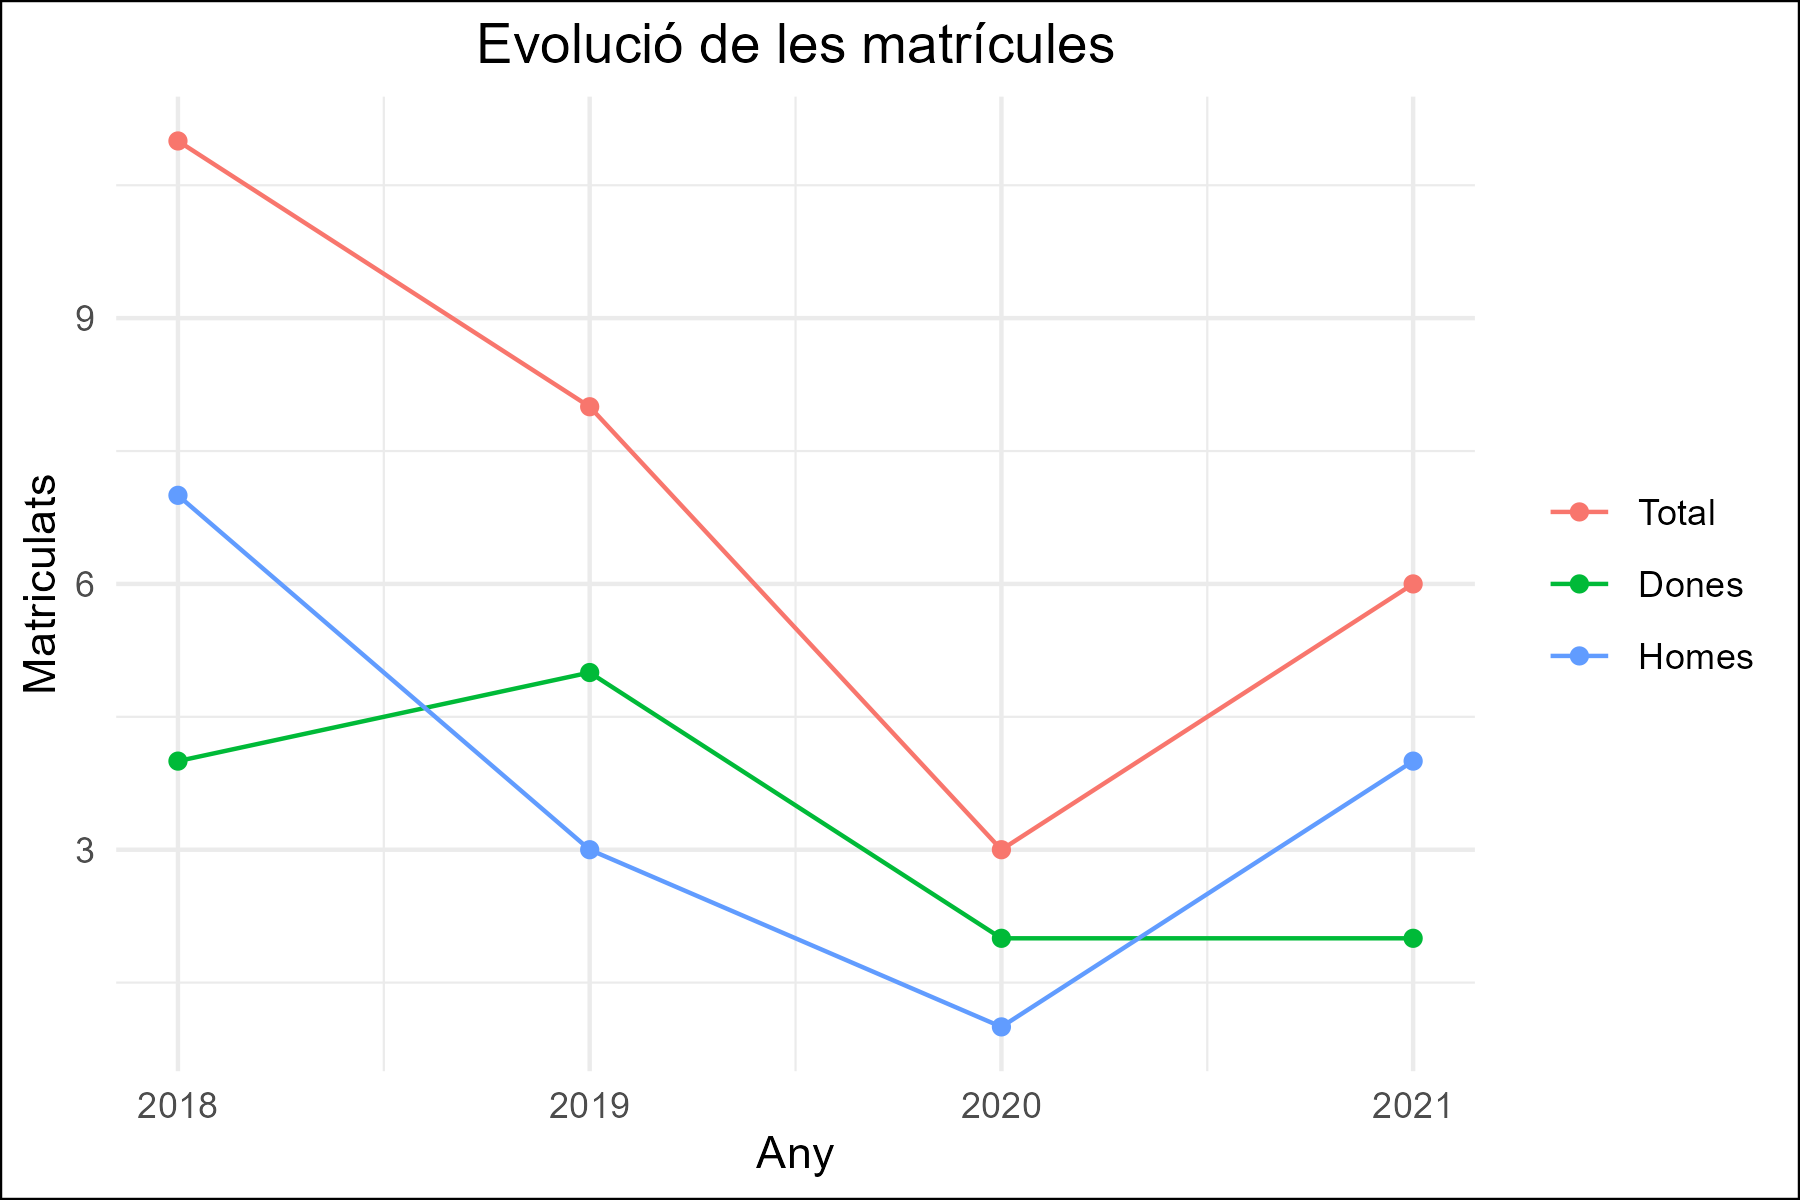 Evolució de les matrícules
Matriculats
9
6
3
2018 2019 2020 2021
Any
Total
Dones
Homes